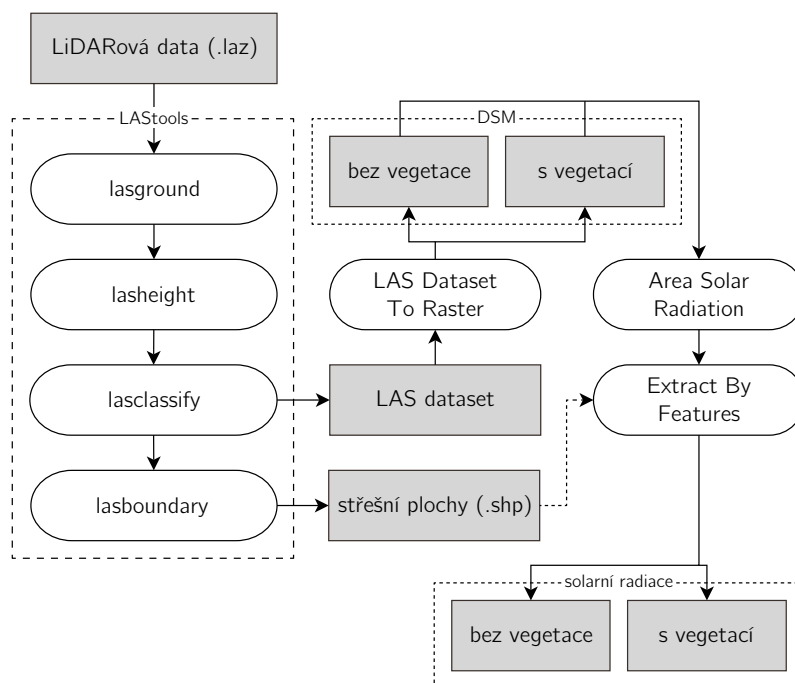 LiDARová data (.laz)
LAStools
lasground
lasheight
lasclassify
lasboundary
DSM
bez vegetace
s vegetací
LAS Dataset
To Raster
LAS dataset
střešní plochy (.shp)
Area Solar
Radiation
Extract By
Features
solarní radiace
bez vegetace
s vegetací